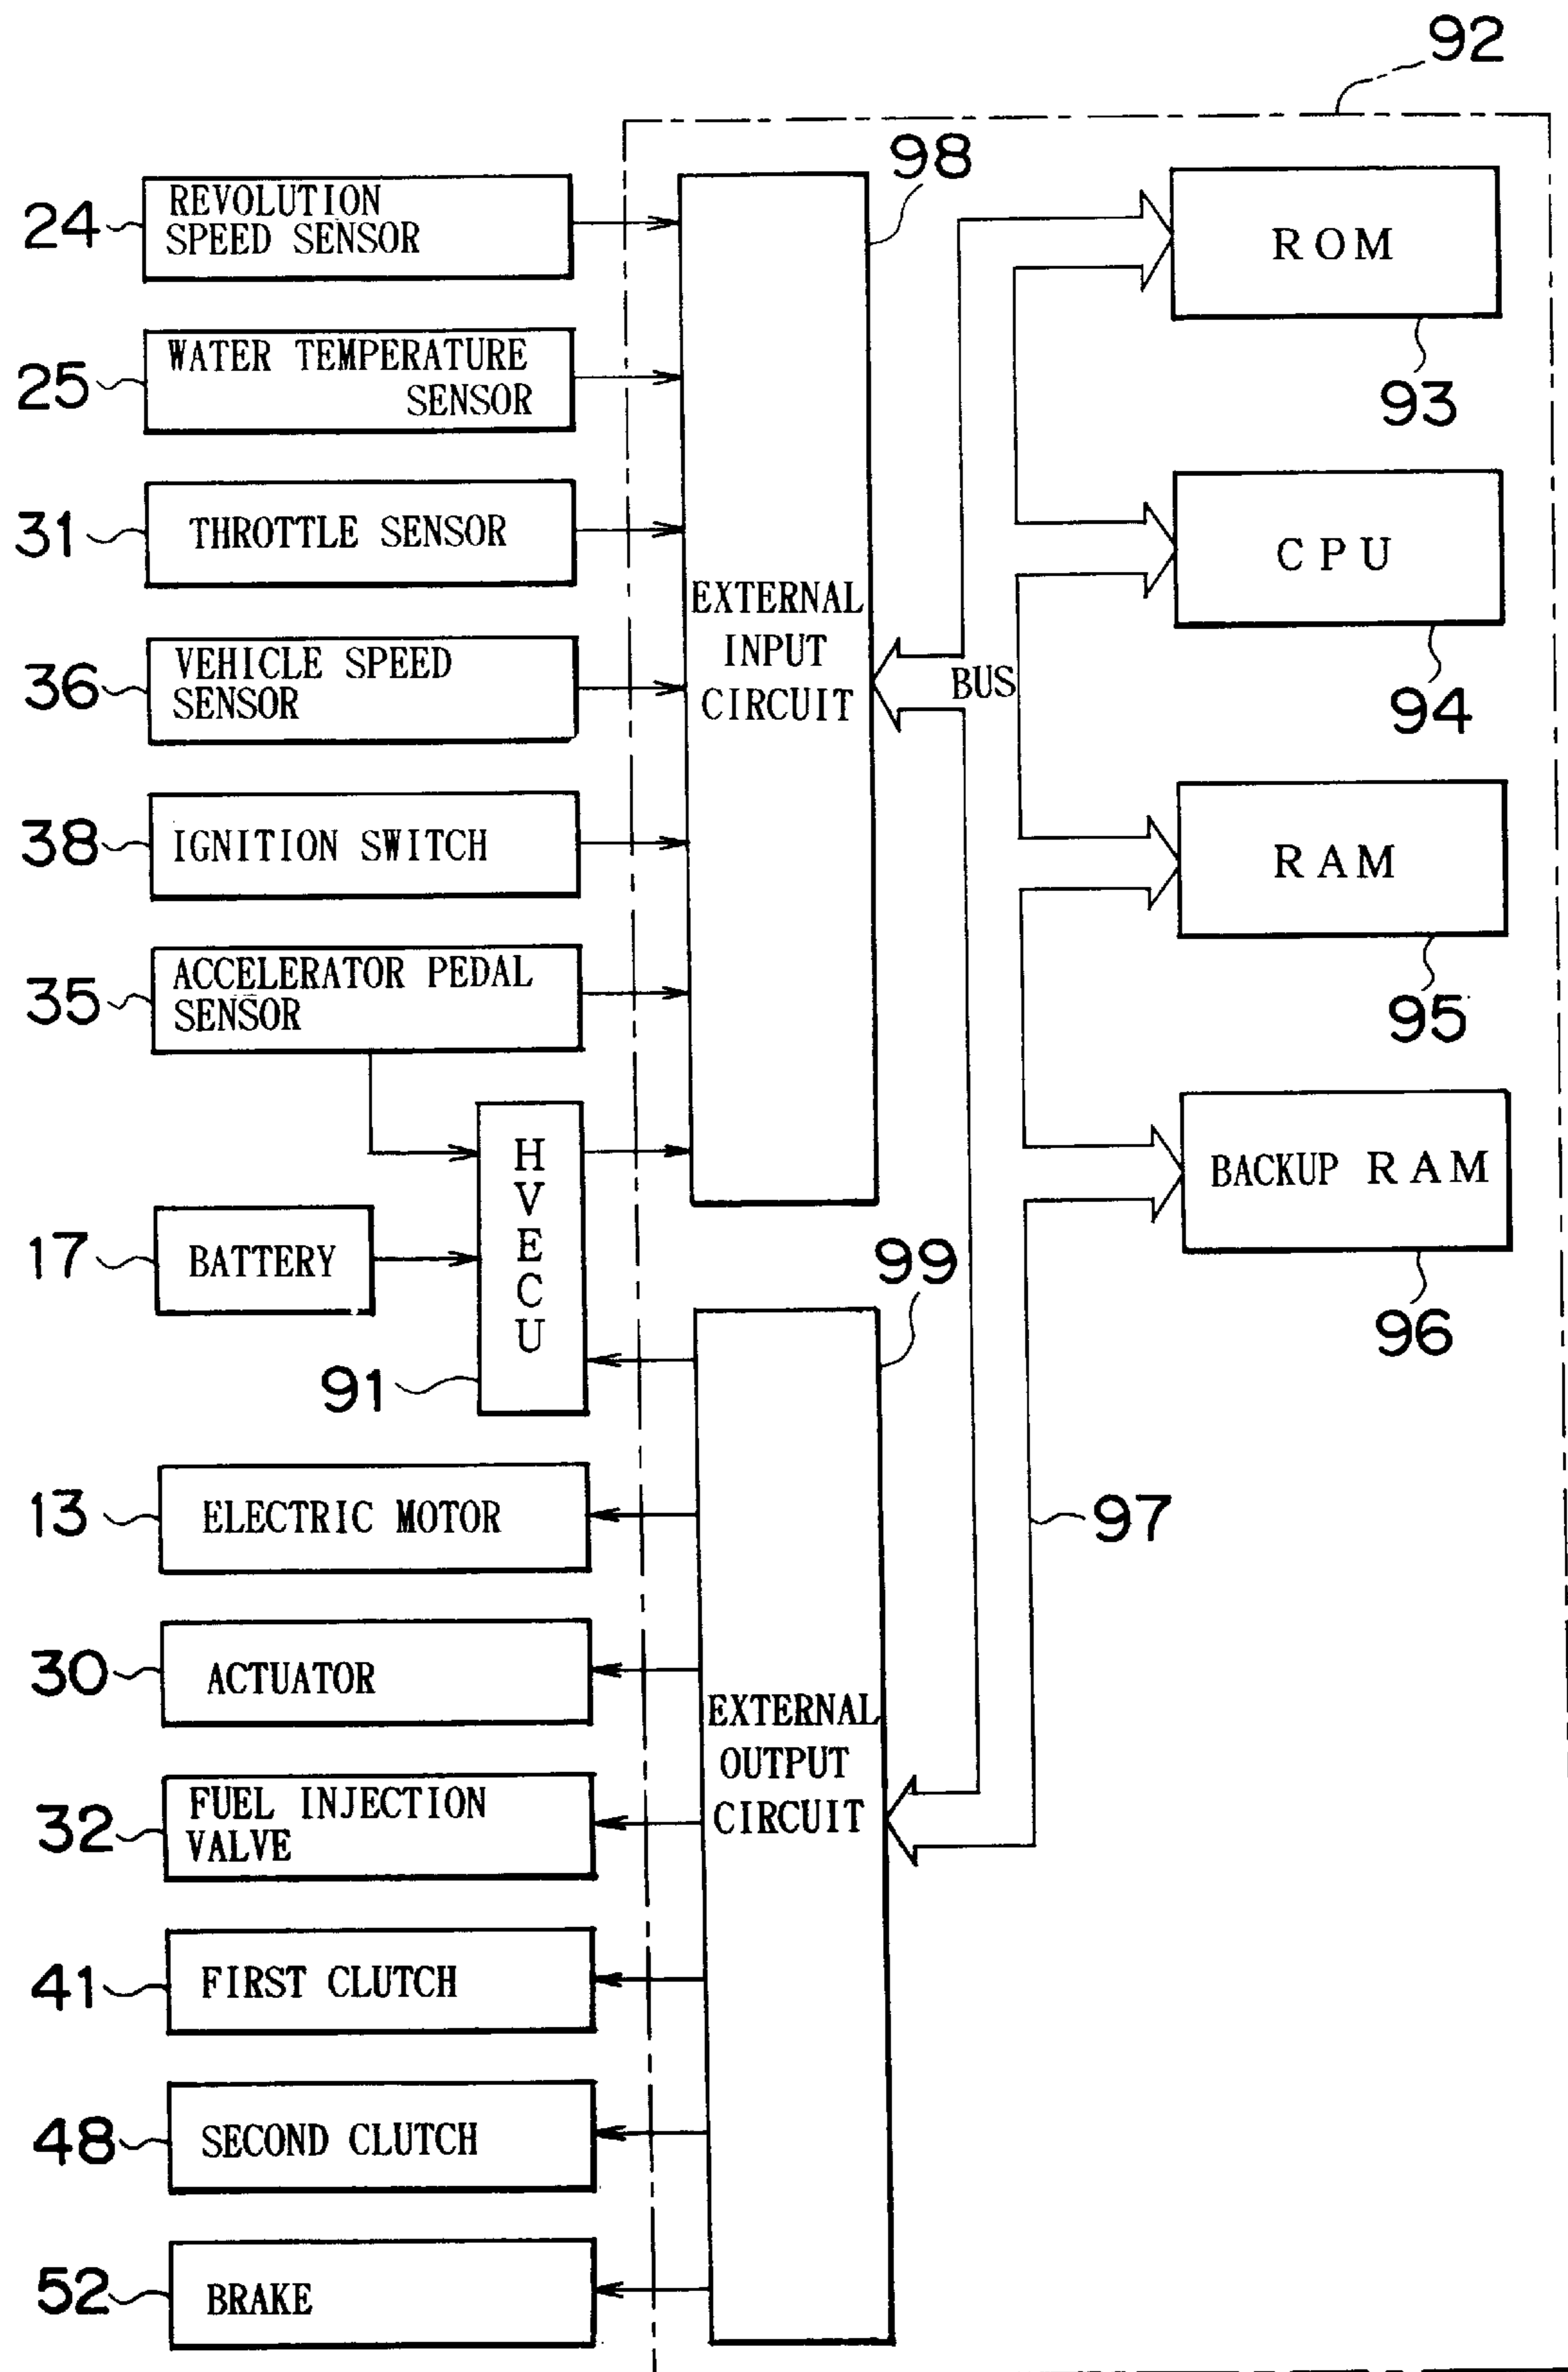 92
98
24
REVOLUTION
SPEED SENSOR
ROM
93
25
WATER TEMPERATURE
SENSOR
31
THROTTLE SENSOR
CPU
94
EXTERNAL
INPUT
CIRCUIT
BUS
36
VEHICLE SPEED
SENSOR
38
IGNITION SWITCH
RAM
95
35
ACCELERATOR PEDAL
SENSOR
HVECU
91
BACKUP RAM
96
17
BATTERY
99
13
ELECTRIC MOTOR
97
30
ACTUATOR
EXTERNAL
OUTPUT
CIRCUIT
32
FUEL INJECTION
VALVE
41
FIRST CLUTCH
48
SECOND CLUTCH
52
BRAKE